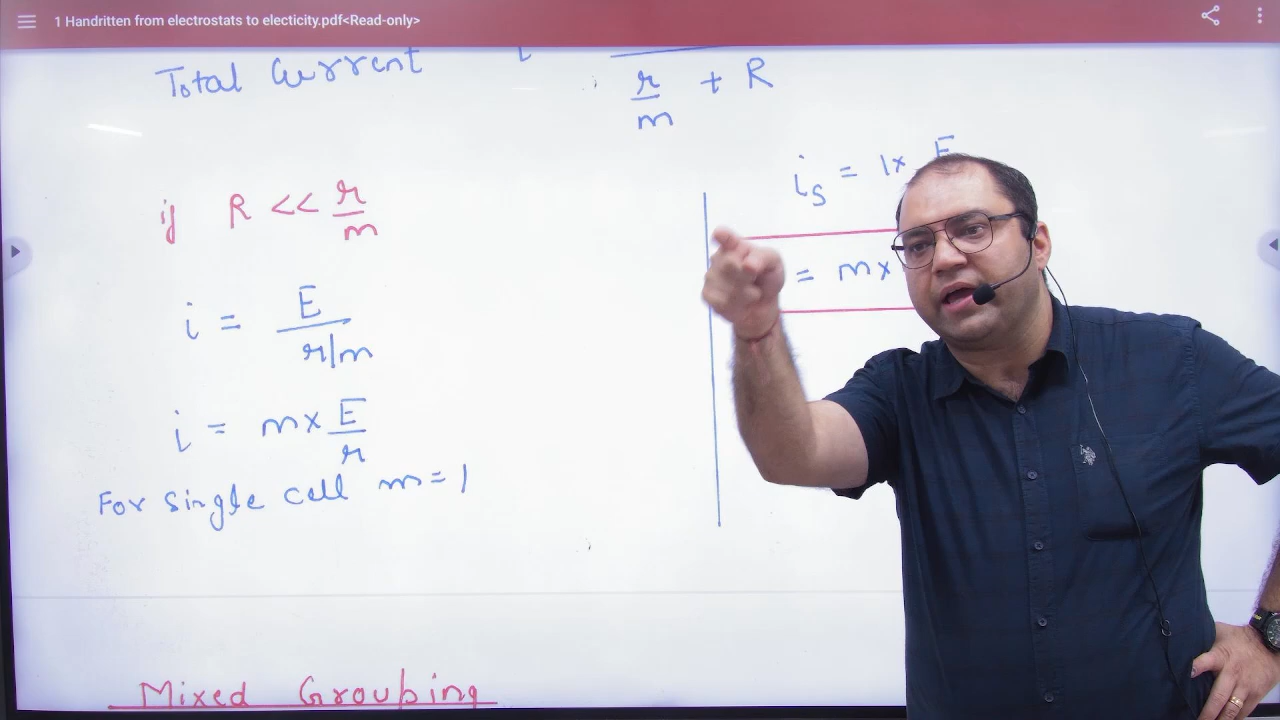 1 Handritten from electrostats to electicity.pdf<Read-only>
Total Current i
r/m + R
if R << r/m
i = E / r/m
i = m x E/r
For single cell m = 1
i_s = 1 x E
= m x
Mixed Grouping